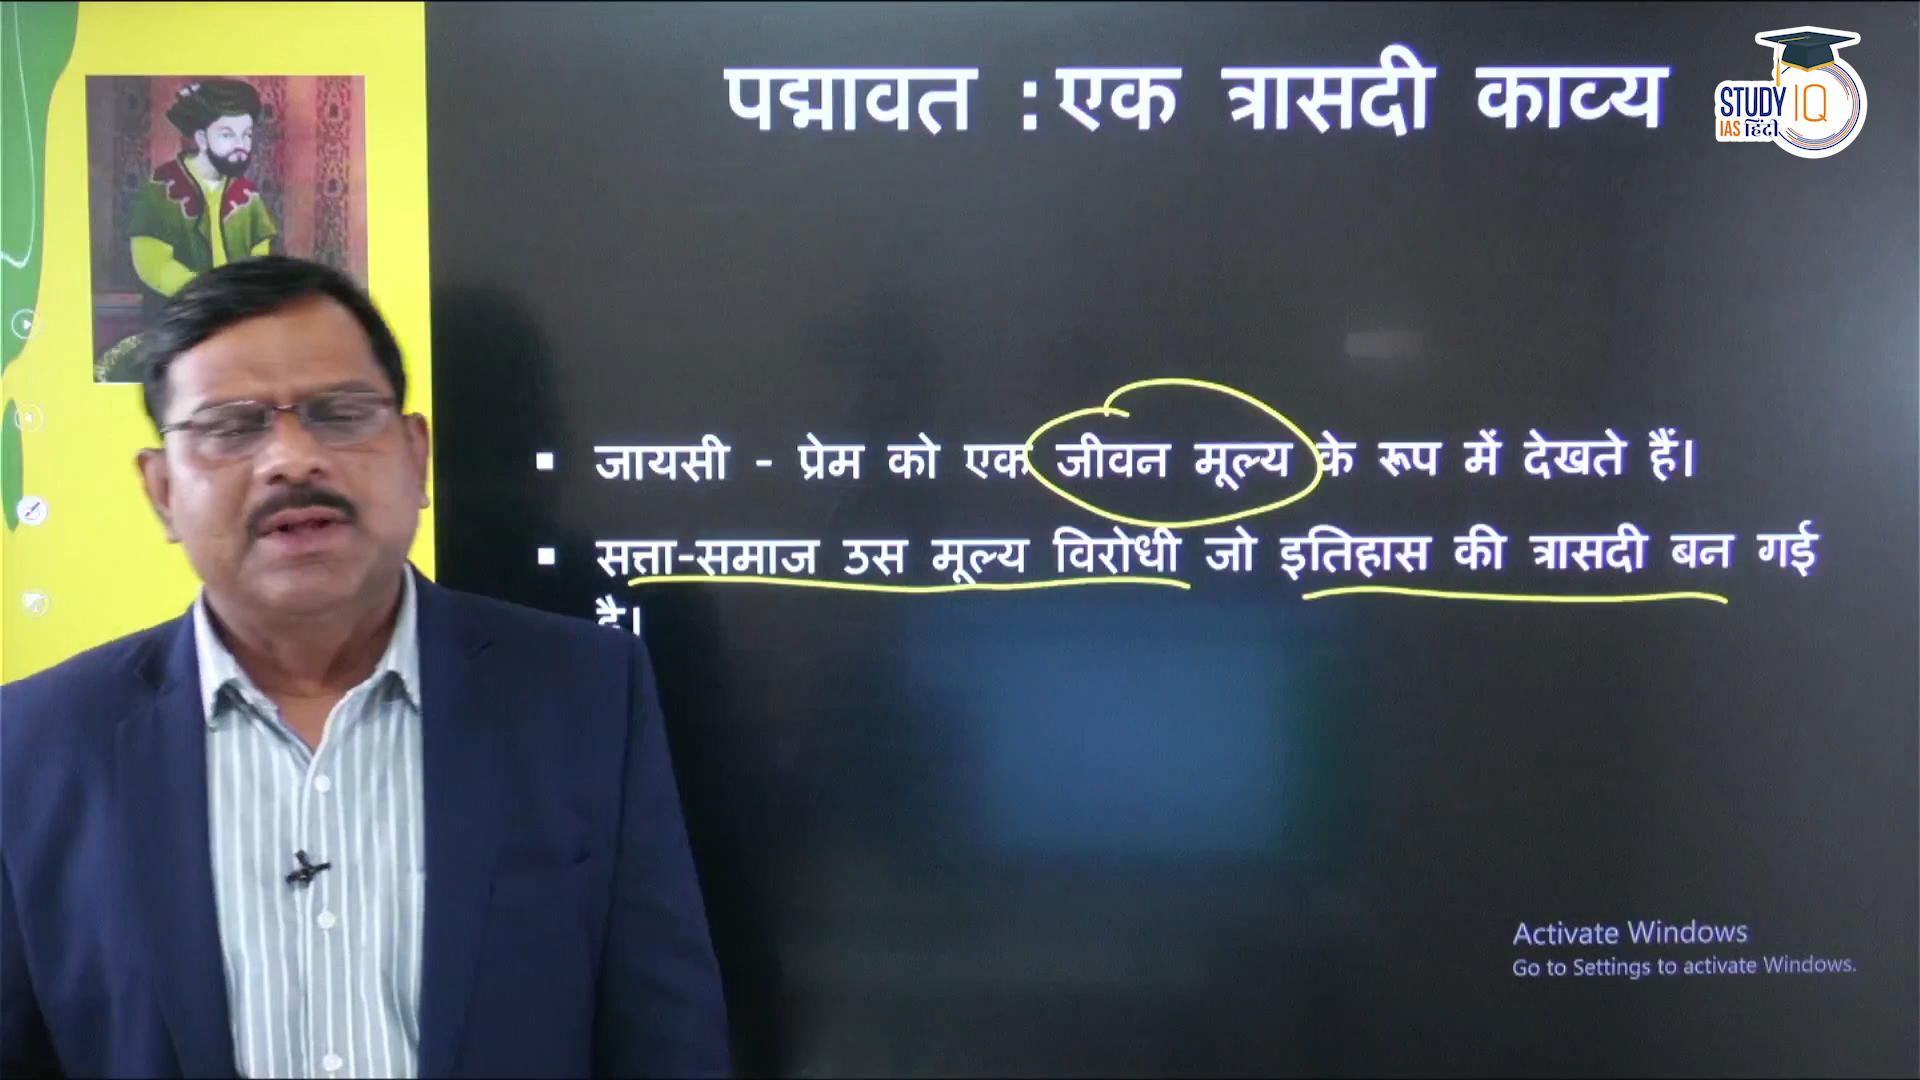 पद्मावत : एक त्रासदी काव्य
STUDY IQ
IAS हिंदी
▪ जायसी - प्रेम को एक जीवन मूल्य के रूप में देखते हैं।
▪ सत्ता-समाज उस मूल्य विरोधी जो इतिहास की त्रासदी बन गई
है।
Activate Windows
Go to Settings to activate Windows.